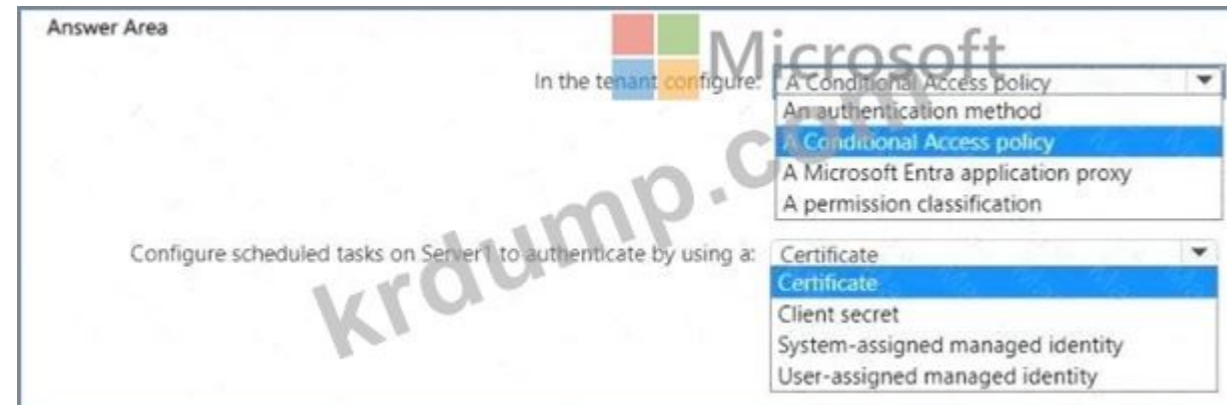 Answer Area
Microsoft
In the tenant configure: A Conditional Access policy
An authentication method
A Conditional Access policy
A Microsoft Entra application proxy
A permission classification
krdump.com
Configure scheduled tasks on Server1 to authenticate by using a: Certificate
Certificate
Client secret
System-assigned managed identity
User-assigned managed identity